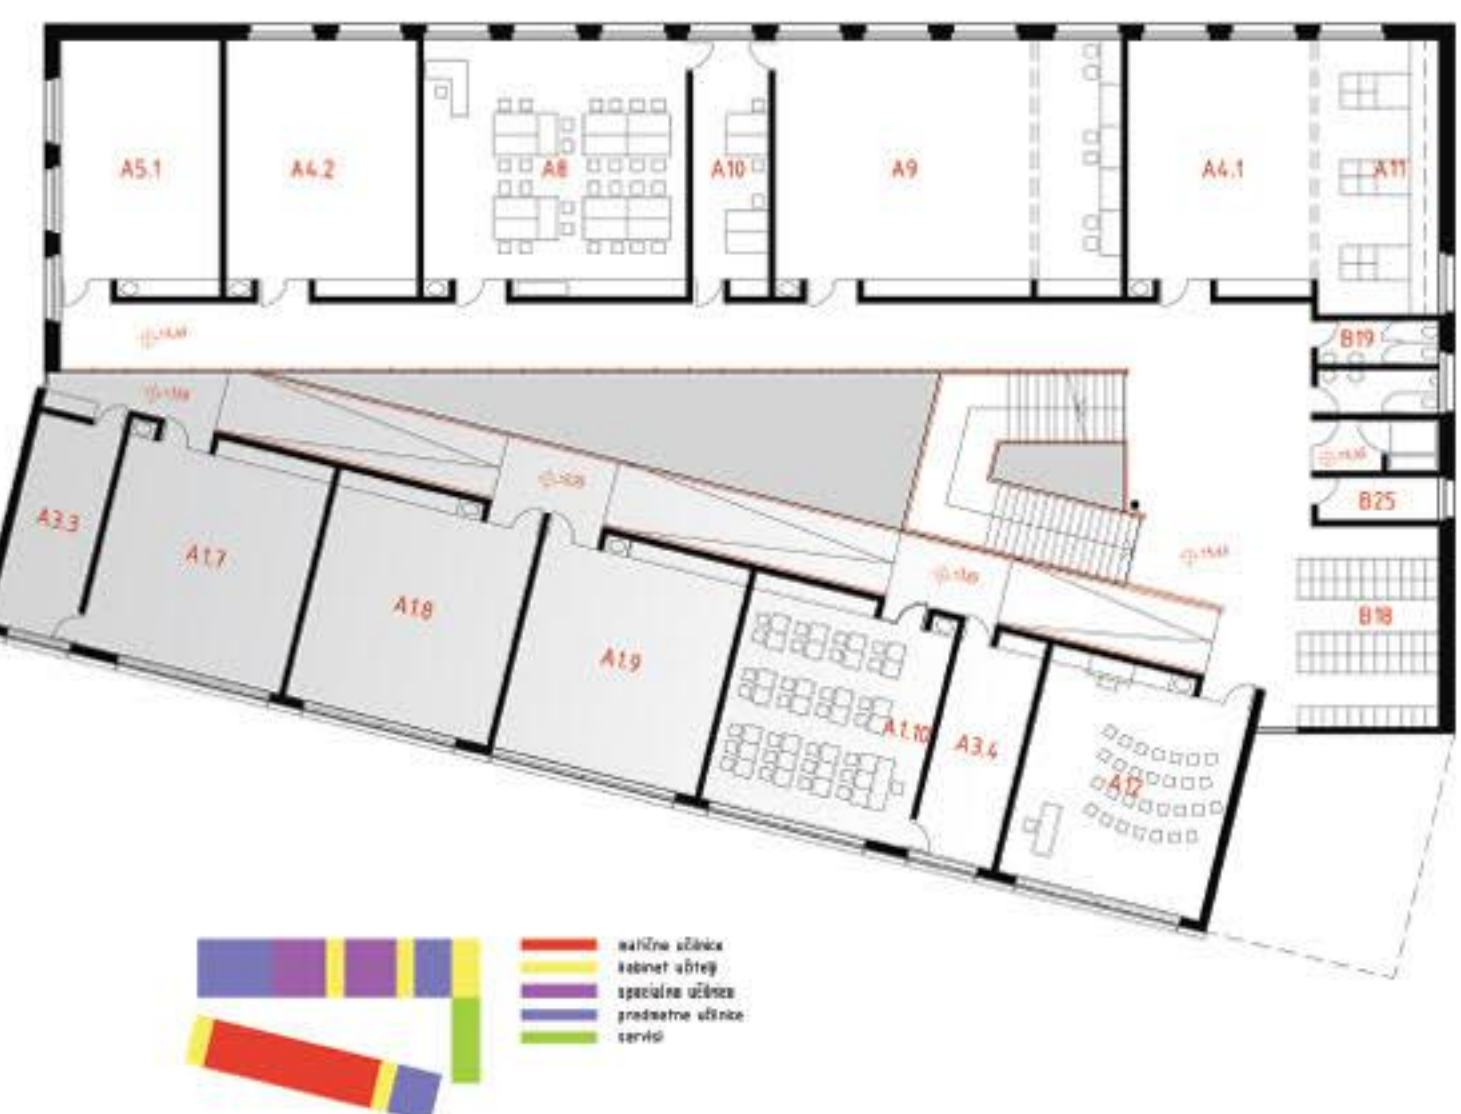 A5.1
A4.2
A8
A10
A9
A4.1
A11
B19
B25
B18
A3.3
A1.7
A1.8
A1.9
A1.10
A3.4
A12
matične učilnice
kabinet učitelji
specialne učilnice
predmetne učilnice
servisi